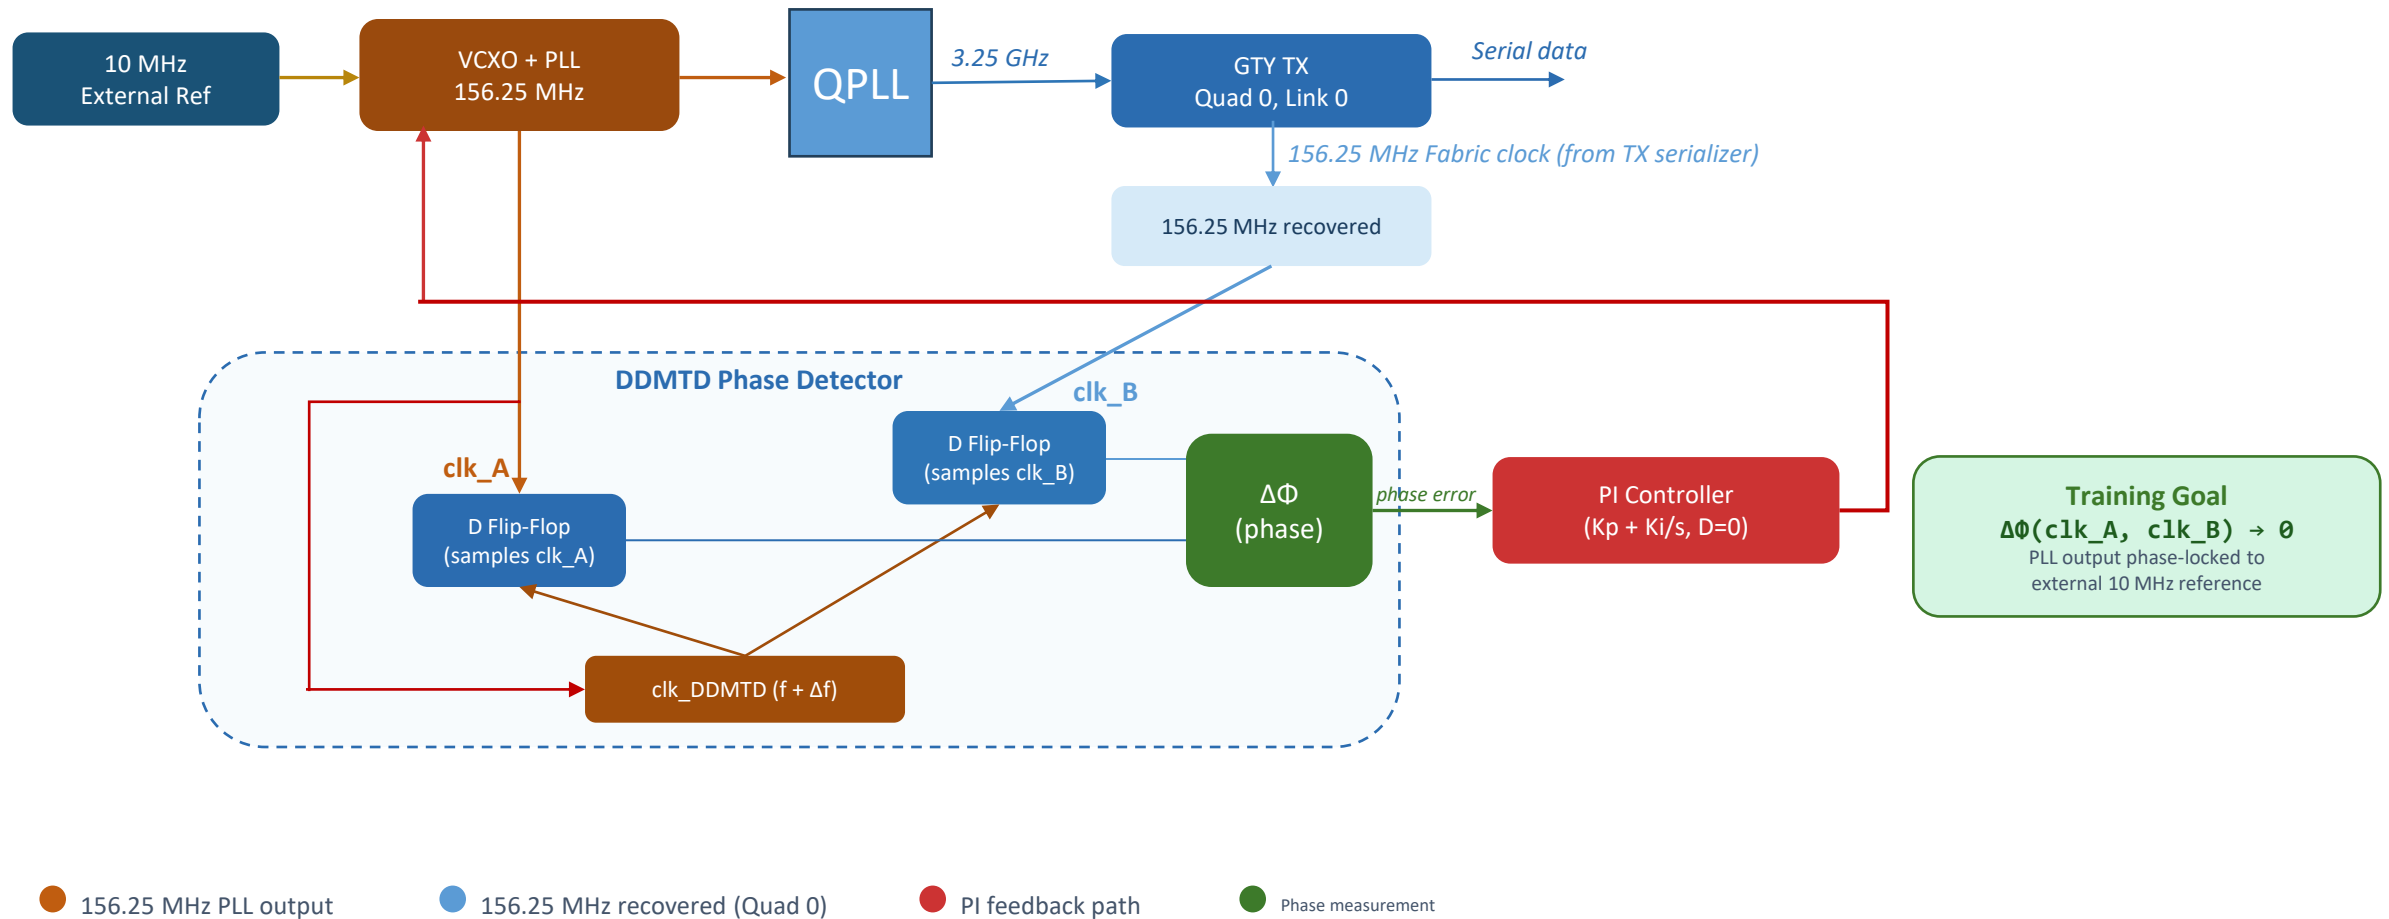 10 MHz
External Ref
VCXO + PLL
156.25 MHz
QPLL
3.25 GHz
GTY TX
Quad 0, Link 0
Serial data
156.25 MHz Fabric clock (from TX serializer)
156.25 MHz recovered
DDMTD Phase Detector
clk_B
clk_A
D Flip-Flop
(samples clk_B)
D Flip-Flop
(samples clk_A)
ΔΦ
(phase)
phase error
PI Controller
(Kp + Ki/s, D=0)
Training Goal
ΔΦ(clk_A, clk_B) → 0
PLL output phase-locked to
external 10 MHz reference
clk_DDMTD (f + Δf)
156.25 MHz PLL output
156.25 MHz recovered (Quad 0)
PI feedback path
Phase measurement